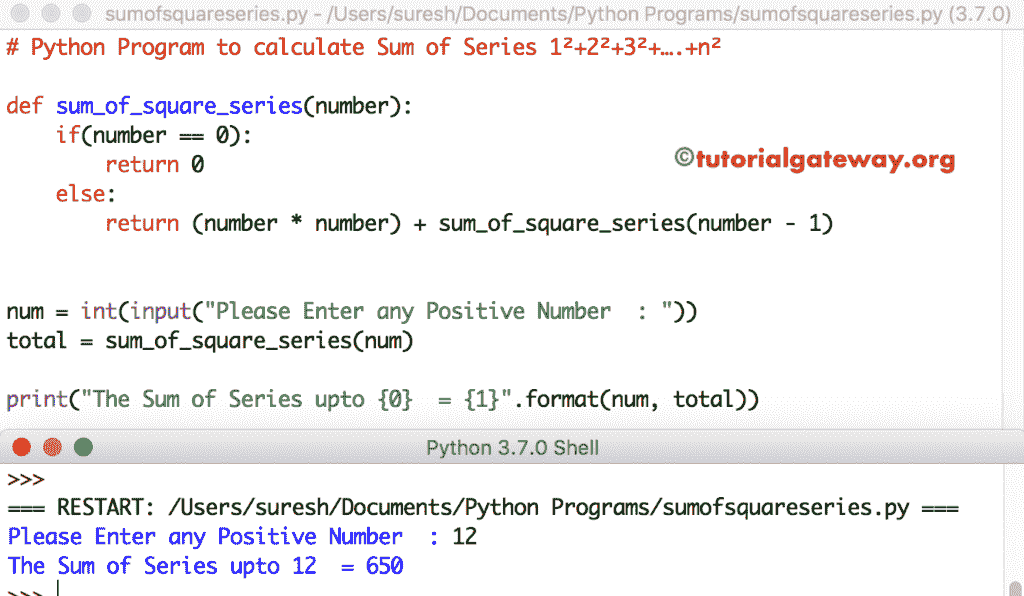 sumofsquareseries.py - /Users/suresh/Documents/Python Programs/sumofsquareseries.py (3.7.0)
# Python Program to calculate Sum of Series 1²+2²+3²+….+n²
def sum_of_square_series(number):
    if(number == 0):
        return 0
©tutorialgateway.org
    else:
        return (number * number) + sum_of_square_series(number - 1)
num = int(input("Please Enter any Positive Number  : "))
total = sum_of_square_series(num)
print("The Sum of Series upto {0}  = {1}".format(num, total))
Python 3.7.0 Shell
>>>
=== RESTART: /Users/suresh/Documents/Python Programs/sumofsquareseries.py ===
Please Enter any Positive Number  : 12
The Sum of Series upto 12  = 650
>>>